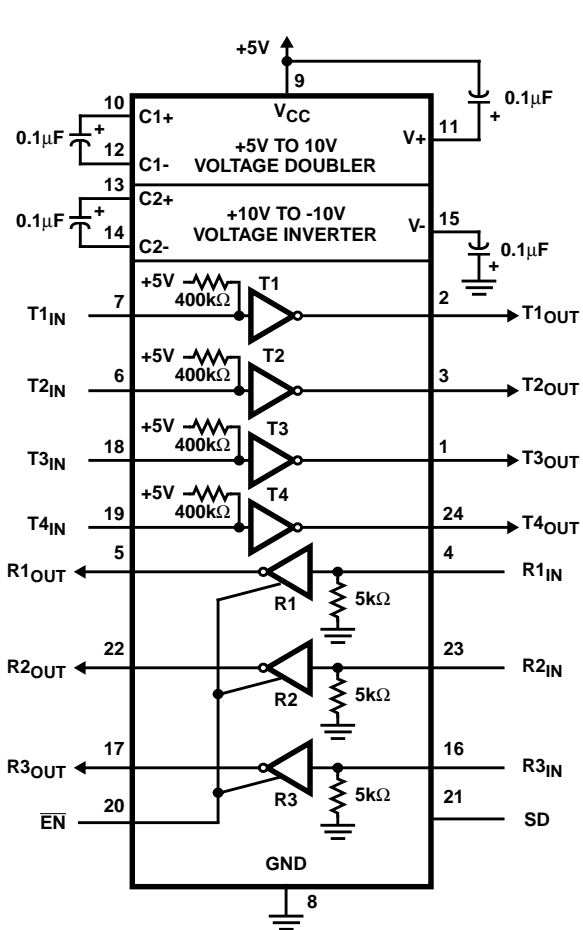 +5V
9
V_CC
10
C1+
0.1μF
+
12
C1-
+5V TO 10V
VOLTAGE DOUBLER
V+
11
0.1μF
+
13
C2+
0.1μF
+
14
C2-
+10V TO -10V
VOLTAGE INVERTER
V-
15
0.1μF
+
+5V
400kΩ
T1
T1IN
7
2
T1OUT
+5V
400kΩ
T2
T2IN
6
3
T2OUT
+5V
400kΩ
T3
T3IN
18
1
T3OUT
+5V
400kΩ
T4
T4IN
19
24
T4OUT
R1OUT
5
R1
5kΩ
4
R1IN
R2OUT
22
R2
5kΩ
23
R2IN
R3OUT
17
R3
5kΩ
16
R3IN
EN
20
21
SD
GND
8